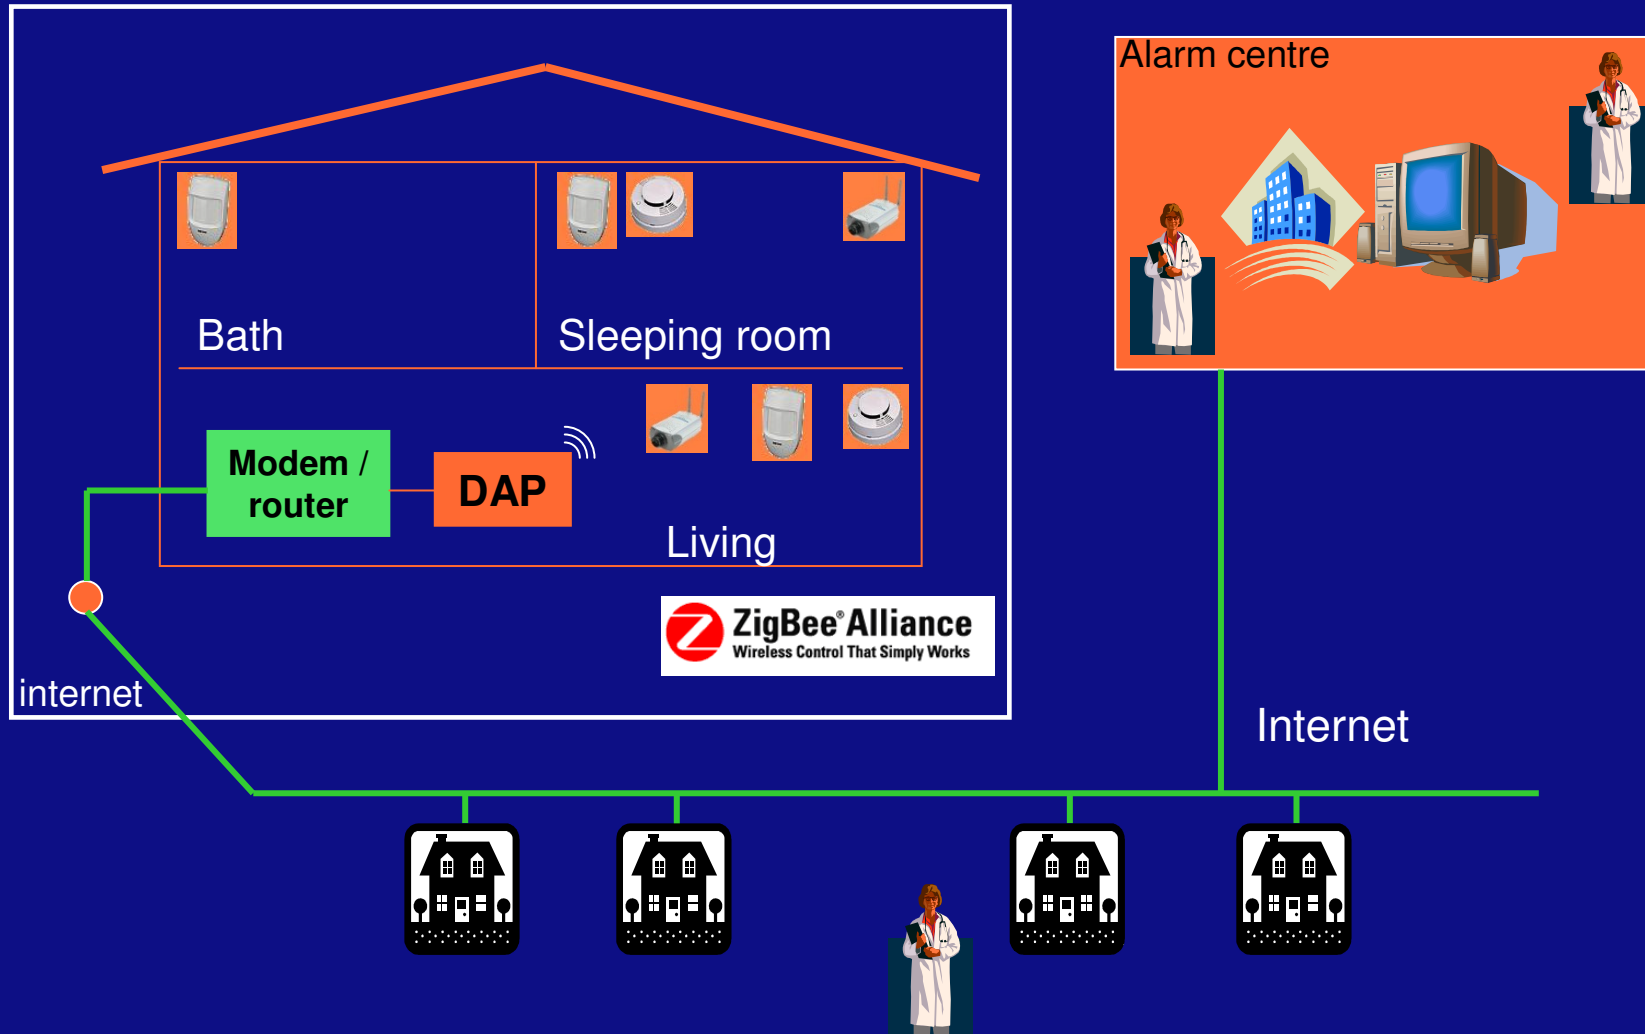 Alarm centre
Bath
Sleeping room
Modem /
router
DAP
Living
ZigBee® Alliance
Wireless Control That Simply Works
internet
Internet